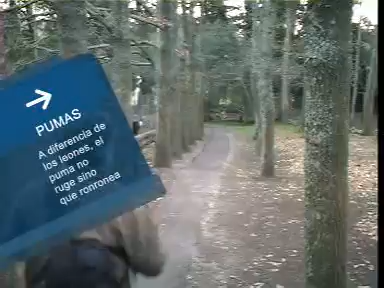 PUMAS
A diferencia de
los leones, el
puma no
ruge sino
que ronronea